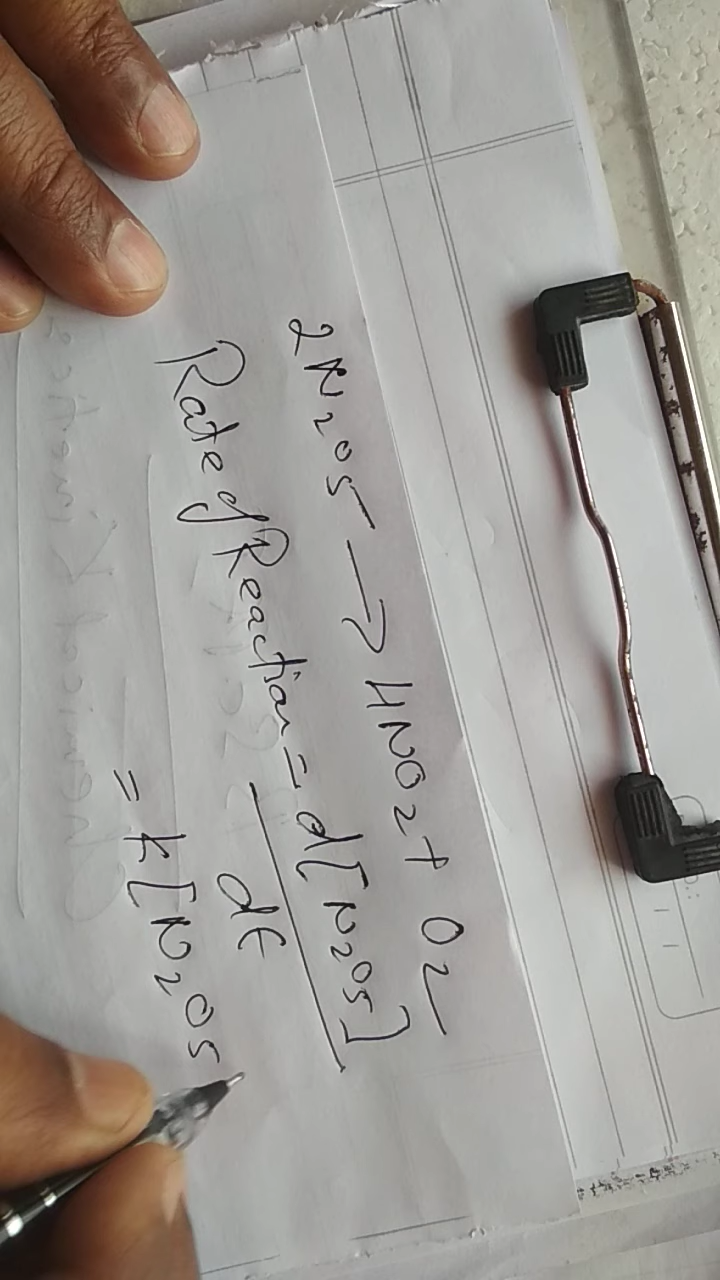 2N2O5 → 4NO2 + O2
Rate of Reaction = d[N2O5]
dt
= k[N2O5